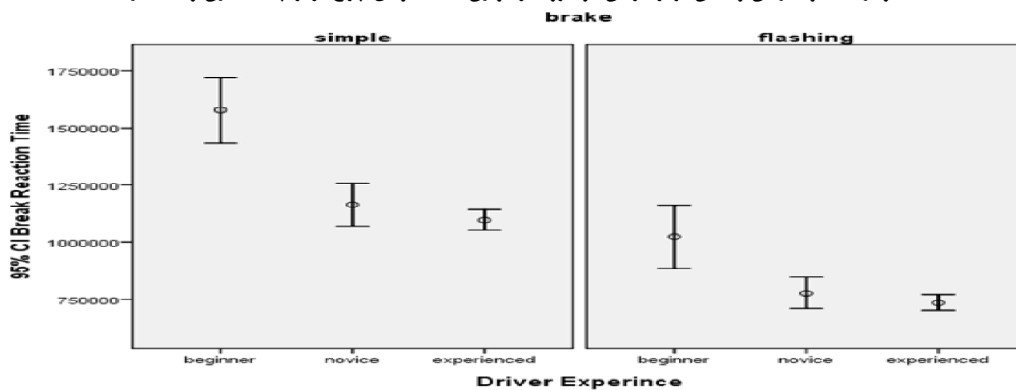 brake
simple flashing
95% CI Break Reaction Time
1750000
1500000
1250000
1000000
750000
beginner novice experienced beginner novice experienced
Driver Experince